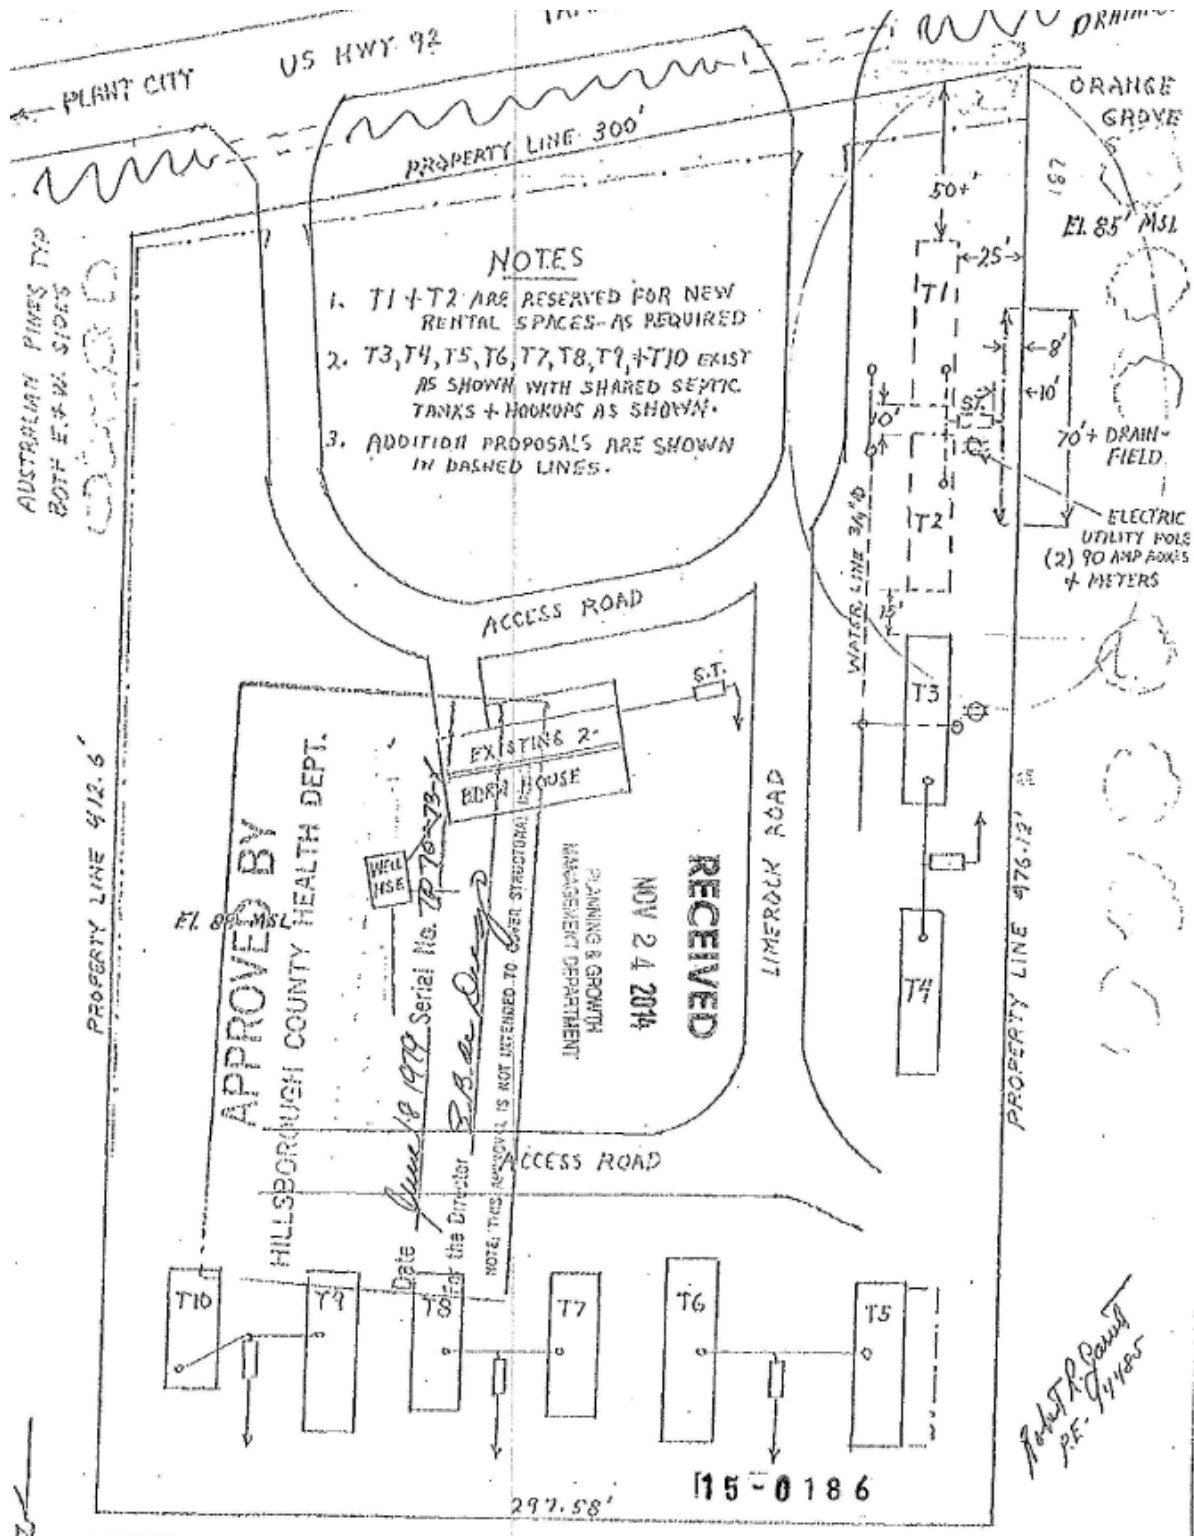 US HWY 92
← PLANT CITY
PROPERTY LINE 300'
ORANGE
GROVE
50+'
187
El. 85' MSL
AUSTRALIAN PINES TYP
BOTH E. & W. SIDES
NOTES
1. T1 + T2 ARE RESERVED FOR NEW
RENTAL SPACES - AS REQUIRED
2. T3, T4, T5, T6, T7, T8, T9, + T10 EXIST
AS SHOWN WITH SHARED SEPTIC
TANKS + HOOKUPS AS SHOWN.
3. ADDITION PROPOSALS ARE SHOWN
IN DASHED LINES.
25'
T1
8'
10'
S.T.
10'
70'+ DRAIN-
FIELD
T2
ELECTRIC
UTILITY POLE
(2) 90 AMP BOXES
+ METERS
WATER LINE 3/4" D
15'
ACCESS ROAD
S.T.
T3
EXISTING 2-
BDRM HOUSE
WELL
HSE
PROPERTY LINE 412.6'
LIMEROCK ROAD
PROPERTY LINE 476.12'
T4
APPROVED BY
HILLSBOROUGH COUNTY HEALTH DEPT.
Date June 18 1979 Serial No. TP 70-73-
For the Director
NOTE: THIS APPROVAL IS NOT INTENDED TO COVER STRUCTURAL
RECEIVED
NOV 24 2014
PLANNING & GROWTH
MANAGEMENT DEPARTMENT
ACCESS ROAD
T10
T9
T8
T7
T6
T5
Robert R.
P.E.
15-0186
297.58'